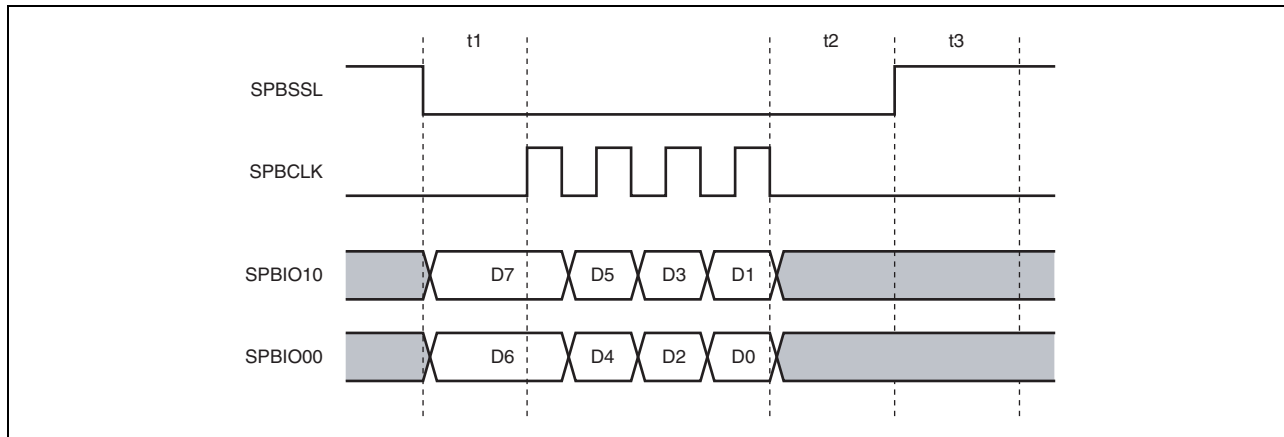 t1 t2 t3
SPBSSL
SPBCLK
SPBIO10 D7 D5 D3 D1
SPBIO00 D6 D4 D2 D0